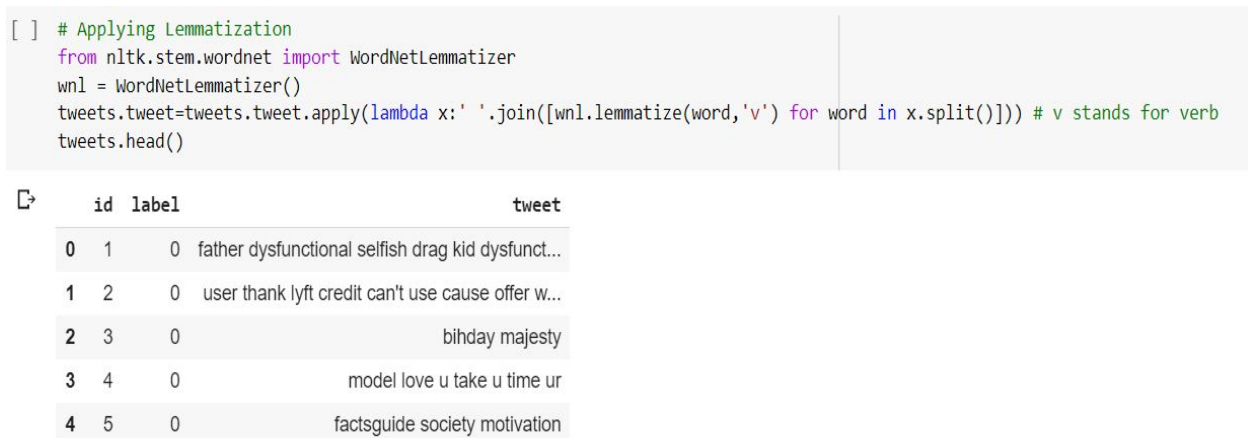 [ ] # Applying Lemmatization
from nltk.stem.wordnet import WordNetLemmatizer
wnl = WordNetLemmatizer()
tweets.tweet=tweets.tweet.apply(lambda x:' '.join([wnl.lemmatize(word,'v') for word in x.split()])) # v stands for verb
tweets.head()
id label tweet
0 1 0 father dysfunctional selfish drag kid dysfunct...
1 2 0 user thank lyft credit can't use cause offer w...
2 3 0 bihday majesty
3 4 0 model love u take u time ur
4 5 0 factsguide society motivation